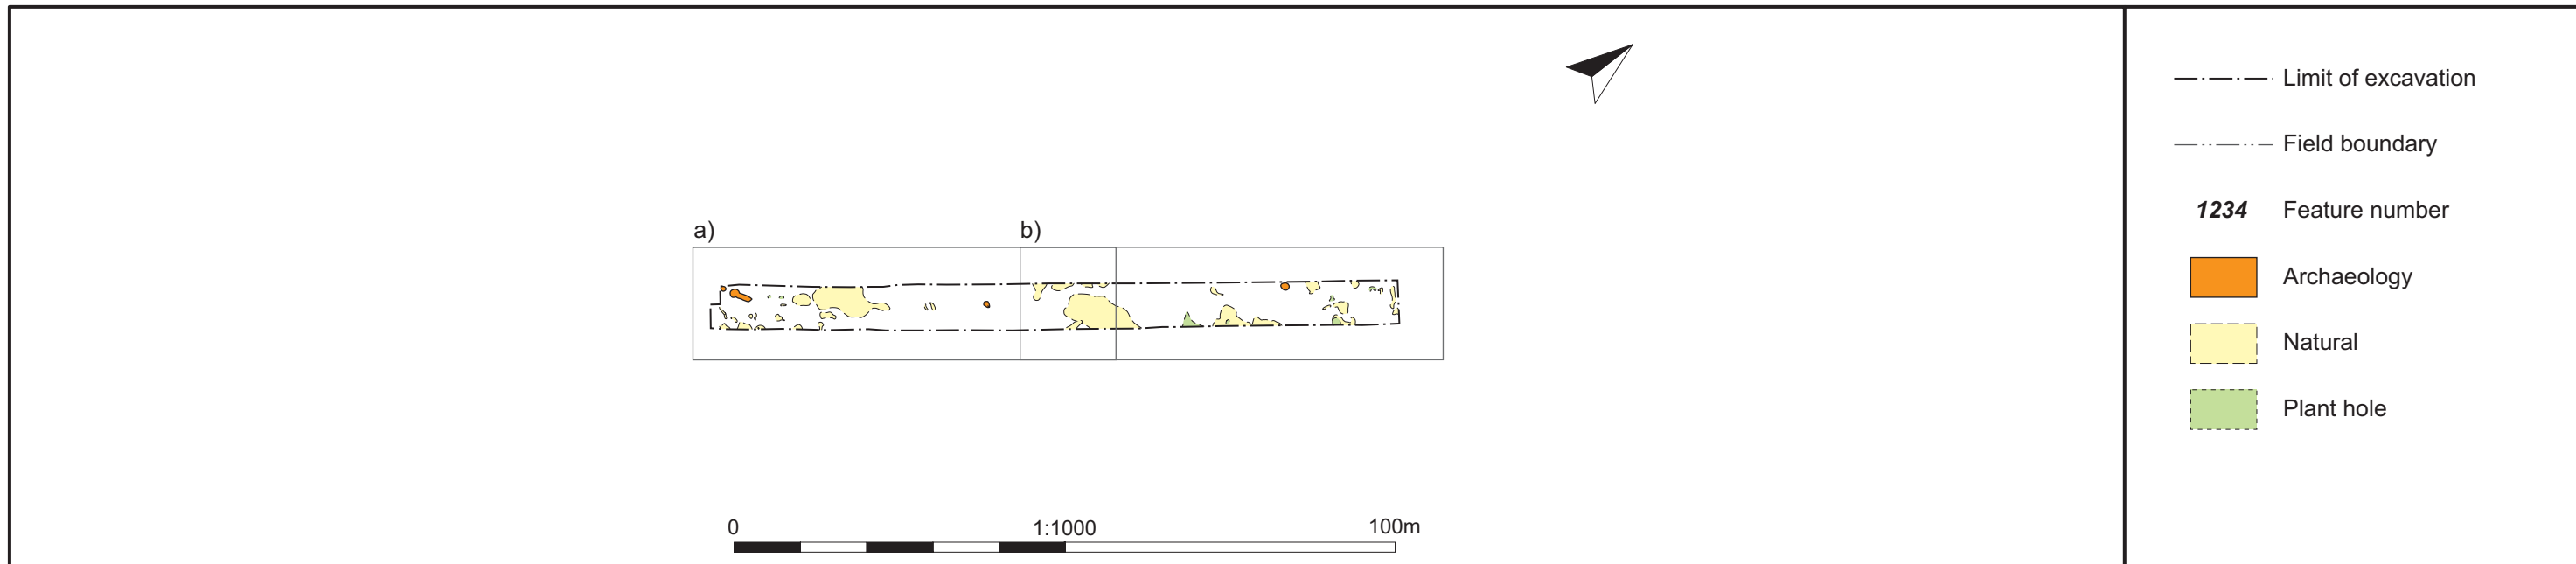 a)
b)
0
1:1000
100m
Limit of excavation
Field boundary
1234 Feature number
Archaeology
Natural
Plant hole